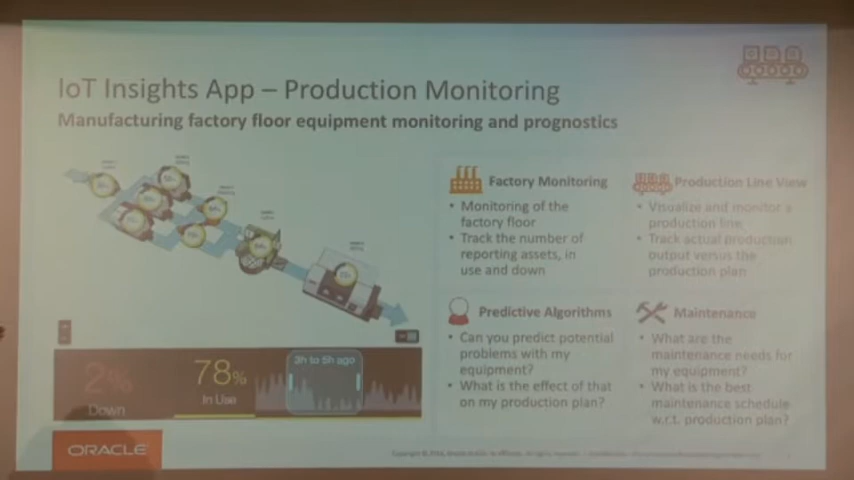 IoT Insights App – Production Monitoring
Manufacturing factory floor equipment monitoring and prognostics
Factory Monitoring
• Monitoring of the
factory floor
• Track the number of
reporting assets, in
use and down
Production Line View
• Visualize and monitor a
production line
• Track actual production
output versus the
production plan
Predictive Algorithms
• Can you predict potential
problems with my
equipment?
• What is the effect of that
on my production plan?
Maintenance
• What are the
maintenance needs for
my equipment?
• What is the best
maintenance schedule
w.r.t. production plan?
2%
Down
78%
In Use
3h to 5h ago
ORACLE